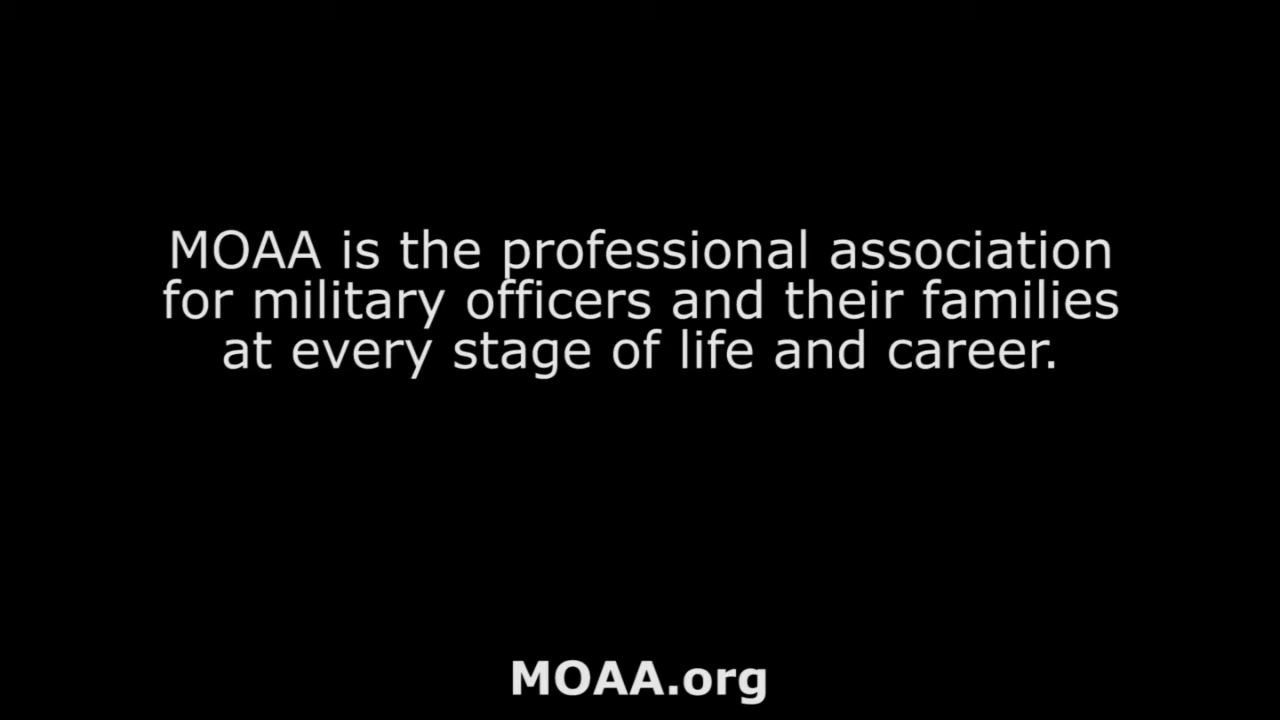 MOAA is the professional association
for military officers and their families
at every stage of life and career.
MOAA.org